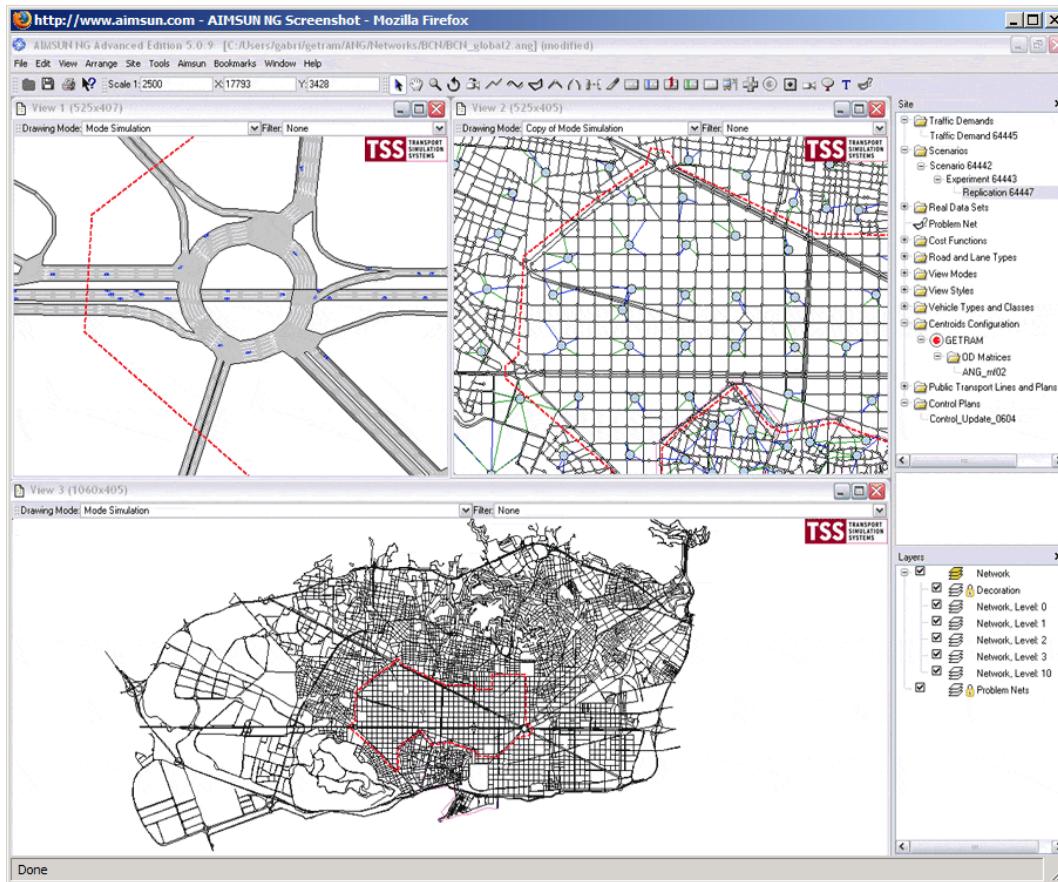 http://www.aimsun.com - AIMSUN NG Screenshot - Mozilla Firefox
AIMSUN NG Advanced Edition 5.0.9 [C:/Users/gabri/getram/ANG/Networks/BCN/BCN_global2.ang] (modified)
File Edit View Arrange Site Tools Aimsun Bookmarks Window Help
Scale 1: 2500 X: 17793 Y: 3428
View 1 (525x407)
Drawing Mode: Mode Simulation Filter: None
TSS TRANSPORT SIMULATION SYSTEMS
View 2 (525x405)
Drawing Mode: Copy of Mode Simulation Filter: None
TSS TRANSPORT SIMULATION SYSTEMS
Site
Traffic Demands
Traffic Demand 64445
Scenarios
Scenario 64442
Experiment 64443
Replication 64447
Real Data Sets
Problem Net
Cost Functions
Road and Lane Types
View Modes
View Styles
Vehicle Types and Classes
Centroids Configuration
GETRAM
OD Matrices
ANG_mf02
Public Transport Lines and Plans
Control Plans
Control_Update_0604
View 3 (1060x405)
Drawing Mode: Mode Simulation Filter: None
TSS TRANSPORT SIMULATION SYSTEMS
Layers
Network
Decoration
Network, Level: 0
Network, Level: 1
Network, Level: 2
Network, Level: 3
Network, Level: 10
Problem Nets
Done